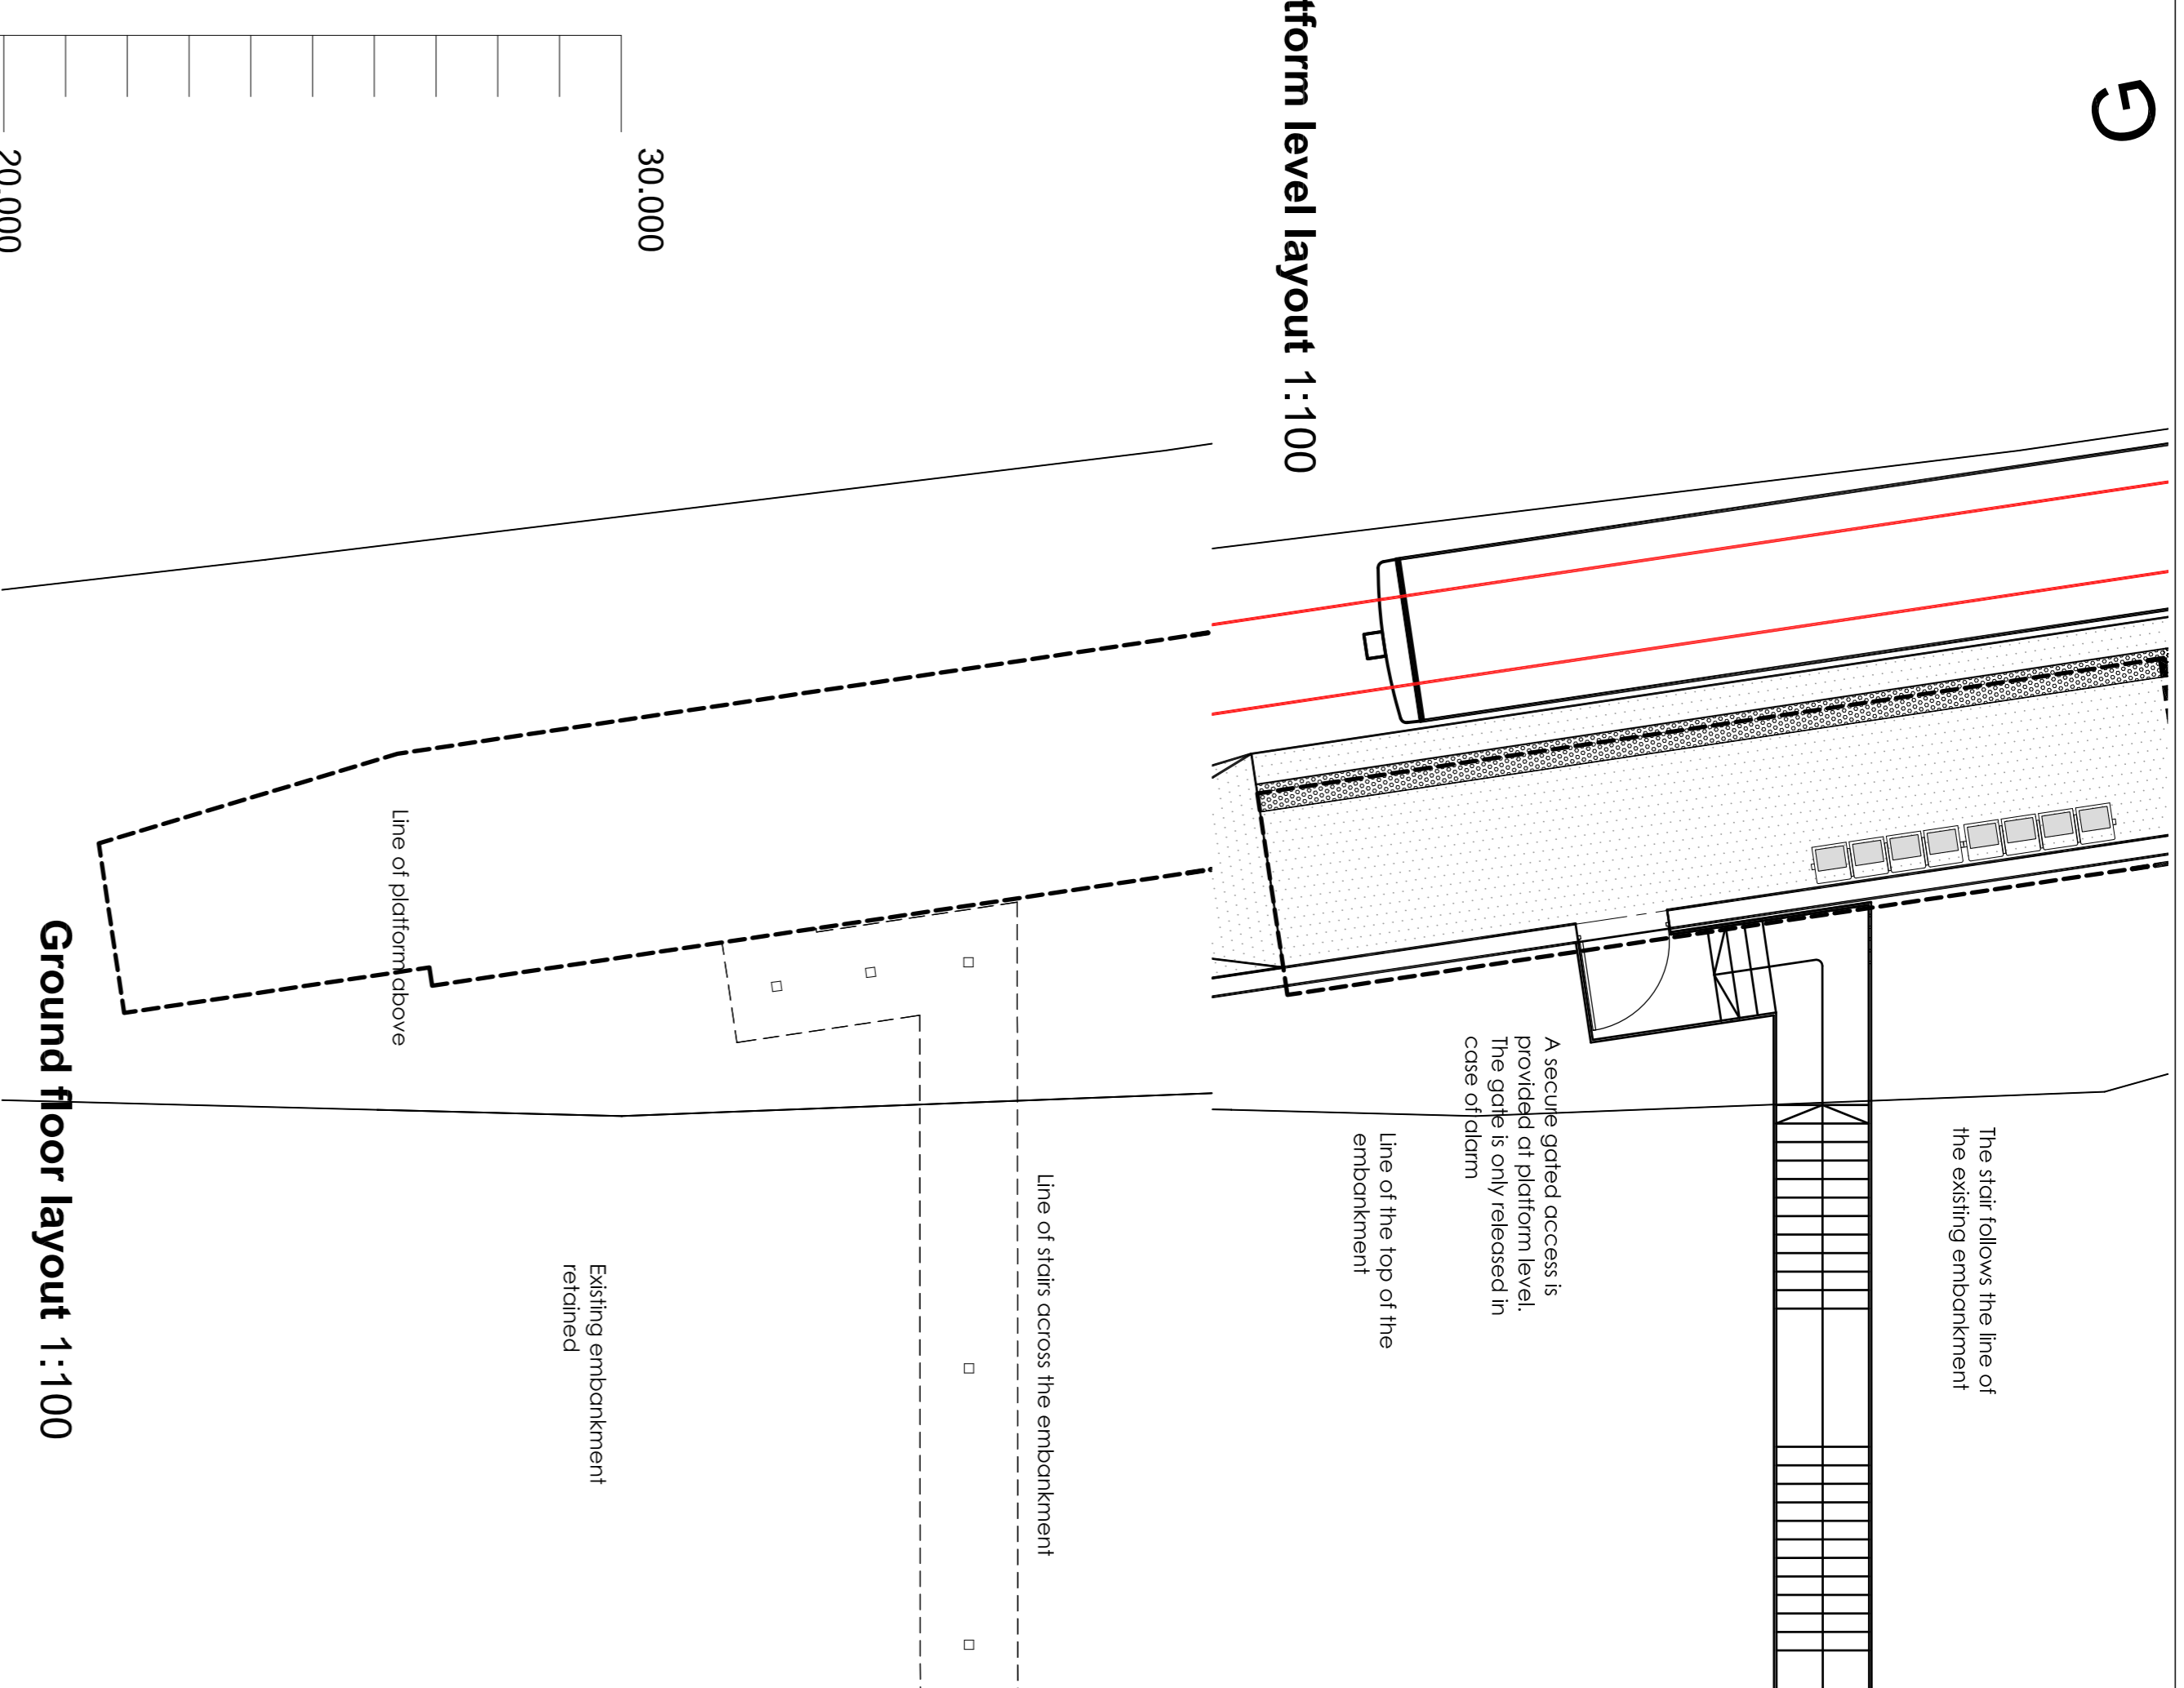 G
tform level layout 1:100
The stair follows the line of
the existing embankment
A secure gated access is
provided at platform level.
The gate is only released in
case of alarm
Line of the top of the
embankment
Line of stairs across the embankment
30.000
Existing embankment
retained
Line of platform above
Ground floor layout 1:100
20.000